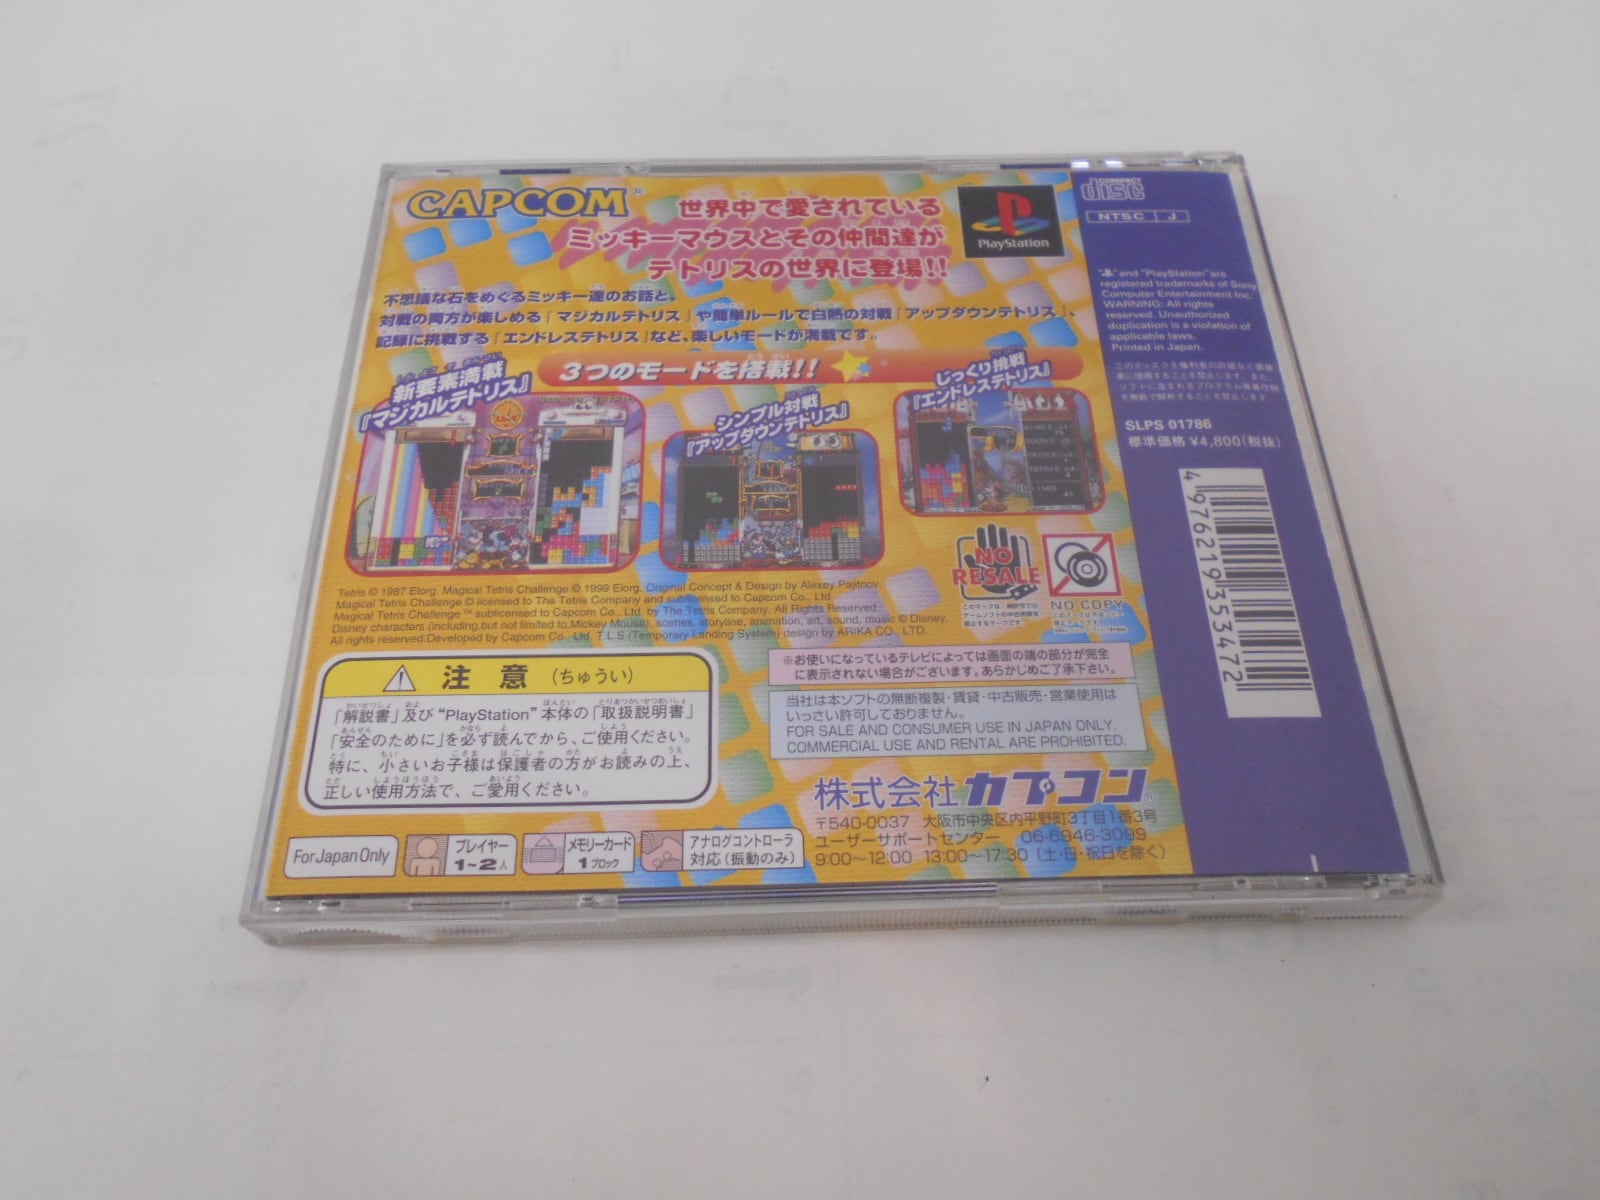 CAPCOM®
世界中で愛されている
ミッキーマウスとその仲間達が
テトリスの世界に登場!!
PlayStation
不思議な石をめぐるミッキー達のお話と、
対戦の両方が楽しめる「マジカルテトリス」や簡単ルールで白熱の対戦「アップダウンテトリス」、
記録に挑戦する「エンドレステトリス」など、楽しいモードが満載です。
3つのモードを搭載!!
新要素満載
『マジカルテトリス』
シンプル対戦
『アップダウンテトリス』
じっくり挑戦
『エンドレステトリス』
NO
RESALE
NO COPY
Tetris © 1987 Elorg. Magical Tetris Challenge © 1999 Elorg. Original Concept & Design by Alexey Pajitnov.
Magical Tetris Challenge © licensed to The Tetris Company and sublicensed to Capcom Co., Ltd.
Magical Tetris Challenge™ sublicensed to Capcom Co., Ltd. by The Tetris Company. All Rights Reserved.
Disney characters (including,but not limited to,Mickey Mouse), scenes, storyline, animation, art, sound, music © Disney.
All rights reserved.Developed by Capcom Co., Ltd. T.L.S (Temporary Landing System) design by ARIKA CO., LTD.
注意(ちゅうい)
「解説書」及び“PlayStation”本体の「取扱説明書」
「安全のために」を必ず読んでから、ご使用ください。
特に、小さいお子様は保護者の方がお読みの上、
正しい使用方法で、ご愛用ください。
※お使いになっているテレビによっては画面の端の部分が完全
に表示されない場合がございます。あらかじめご了承下さい。
当社は本ソフトの無断複製・賃貸・中古販売・営業使用は
いっさい許可しておりません。
FOR SALE AND CONSUMER USE IN JAPAN ONLY.
COMMERCIAL USE AND RENTAL ARE PROHIBITED.
株式会社カプコン
〒540-0037 大阪市中央区内平野町3丁目1番3号
ユーザーサポートセンター 06-6946-3099
9:00～12:00 13:00～17:30(土・日・祝日を除く)
For Japan Only
プレイヤー
1~2人
メモリーカード
1ブロック
アナログコントローラ
対応(振動のみ)
COMPACT
disc
NTSC J
"PS" and "PlayStation" are
registered trademarks of Sony
Computer Entertainment Inc.
WARNING: All rights
reserved. Unauthorized
duplication is a violation of
applicable laws.
Printed in Japan.
SLPS 01786
標準価格 ¥4,800(税抜)
4 976219 353472